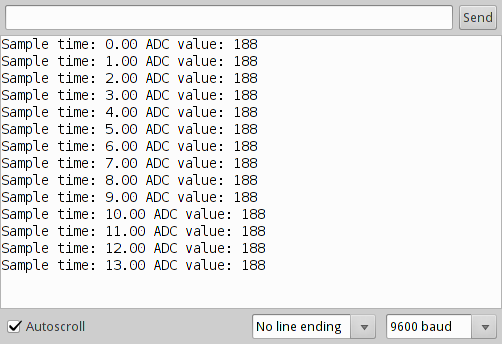 Send
Sample time: 0.00 ADC value: 188
Sample time: 1.00 ADC value: 188
Sample time: 2.00 ADC value: 188
Sample time: 3.00 ADC value: 188
Sample time: 4.00 ADC value: 188
Sample time: 5.00 ADC value: 188
Sample time: 6.00 ADC value: 188
Sample time: 7.00 ADC value: 188
Sample time: 8.00 ADC value: 188
Sample time: 9.00 ADC value: 188
Sample time: 10.00 ADC value: 188
Sample time: 11.00 ADC value: 188
Sample time: 12.00 ADC value: 188
Sample time: 13.00 ADC value: 188
Autoscroll No line ending 9600 baud